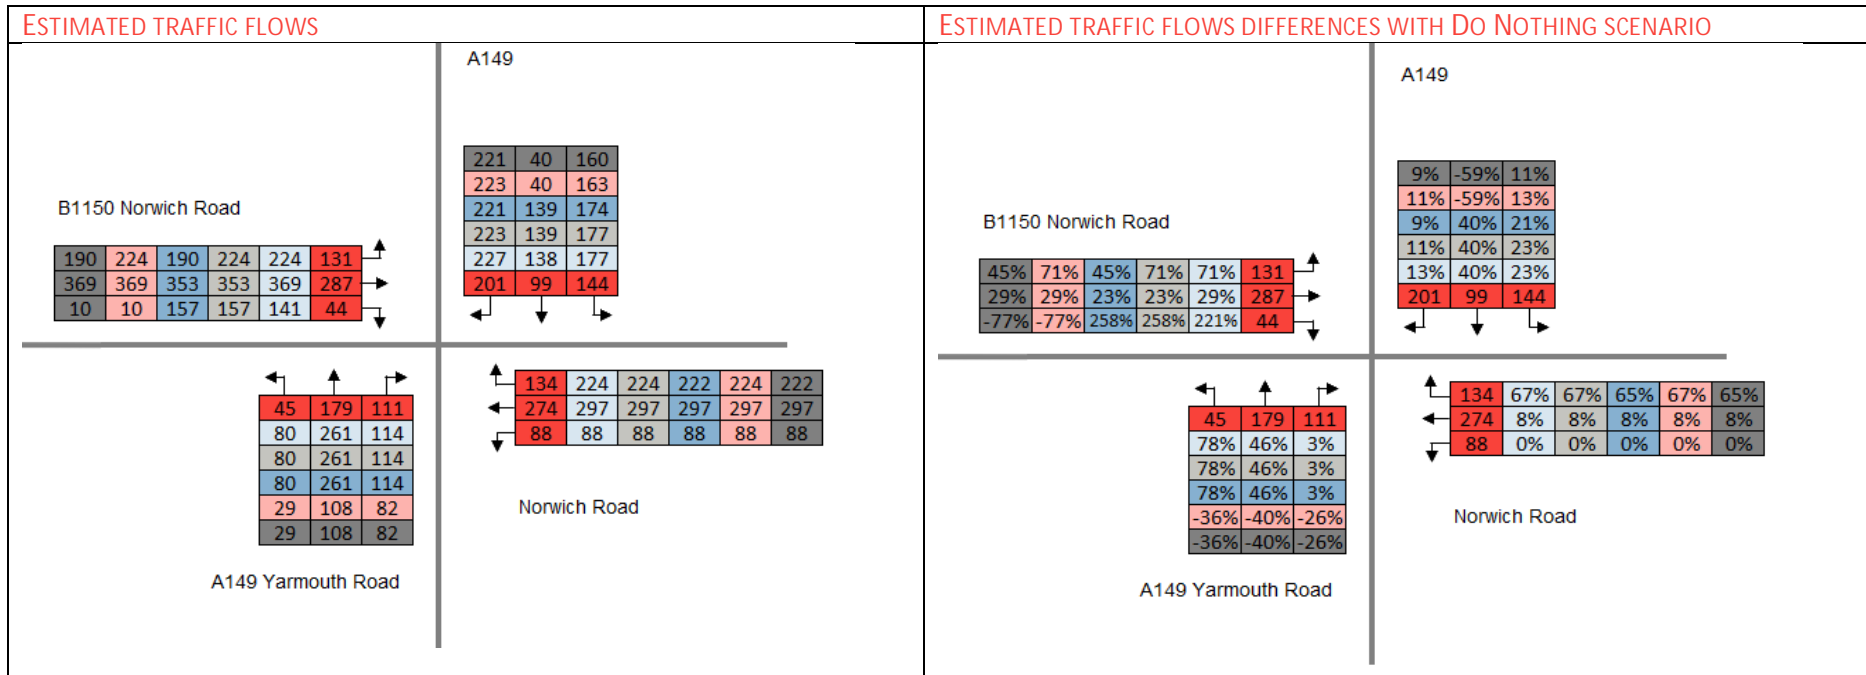 ESTIMATED TRAFFIC FLOWS
A149
221 40 160
223 40 163
221 139 174
223 139 177
227 138 177
201 99 144
B1150 Norwich Road
190 224 190 224 224 131
369 369 353 353 369 287
10 10 157 157 141 44
45 179 111
80 261 114
80 261 114
80 261 114
29 108 82
29 108 82
A149 Yarmouth Road
134 224 224 222 224 222
274 297 297 297 297 297
88 88 88 88 88 88
Norwich Road
ESTIMATED TRAFFIC FLOWS DIFFERENCES WITH DO NOTHING SCENARIO
A149
9% -59% 11%
11% -59% 13%
9% 40% 21%
11% 40% 23%
13% 40% 23%
201 99 144
B1150 Norwich Road
45% 71% 45% 71% 71% 131
29% 29% 23% 23% 29% 287
-77% -77% 258% 258% 221% 44
45 179 111
78% 46% 3%
78% 46% 3%
78% 46% 3%
-36% -40% -26%
-36% -40% -26%
A149 Yarmouth Road
134 67% 67% 65% 67% 65%
274 8% 8% 8% 8% 8%
88 0% 0% 0% 0% 0%
Norwich Road